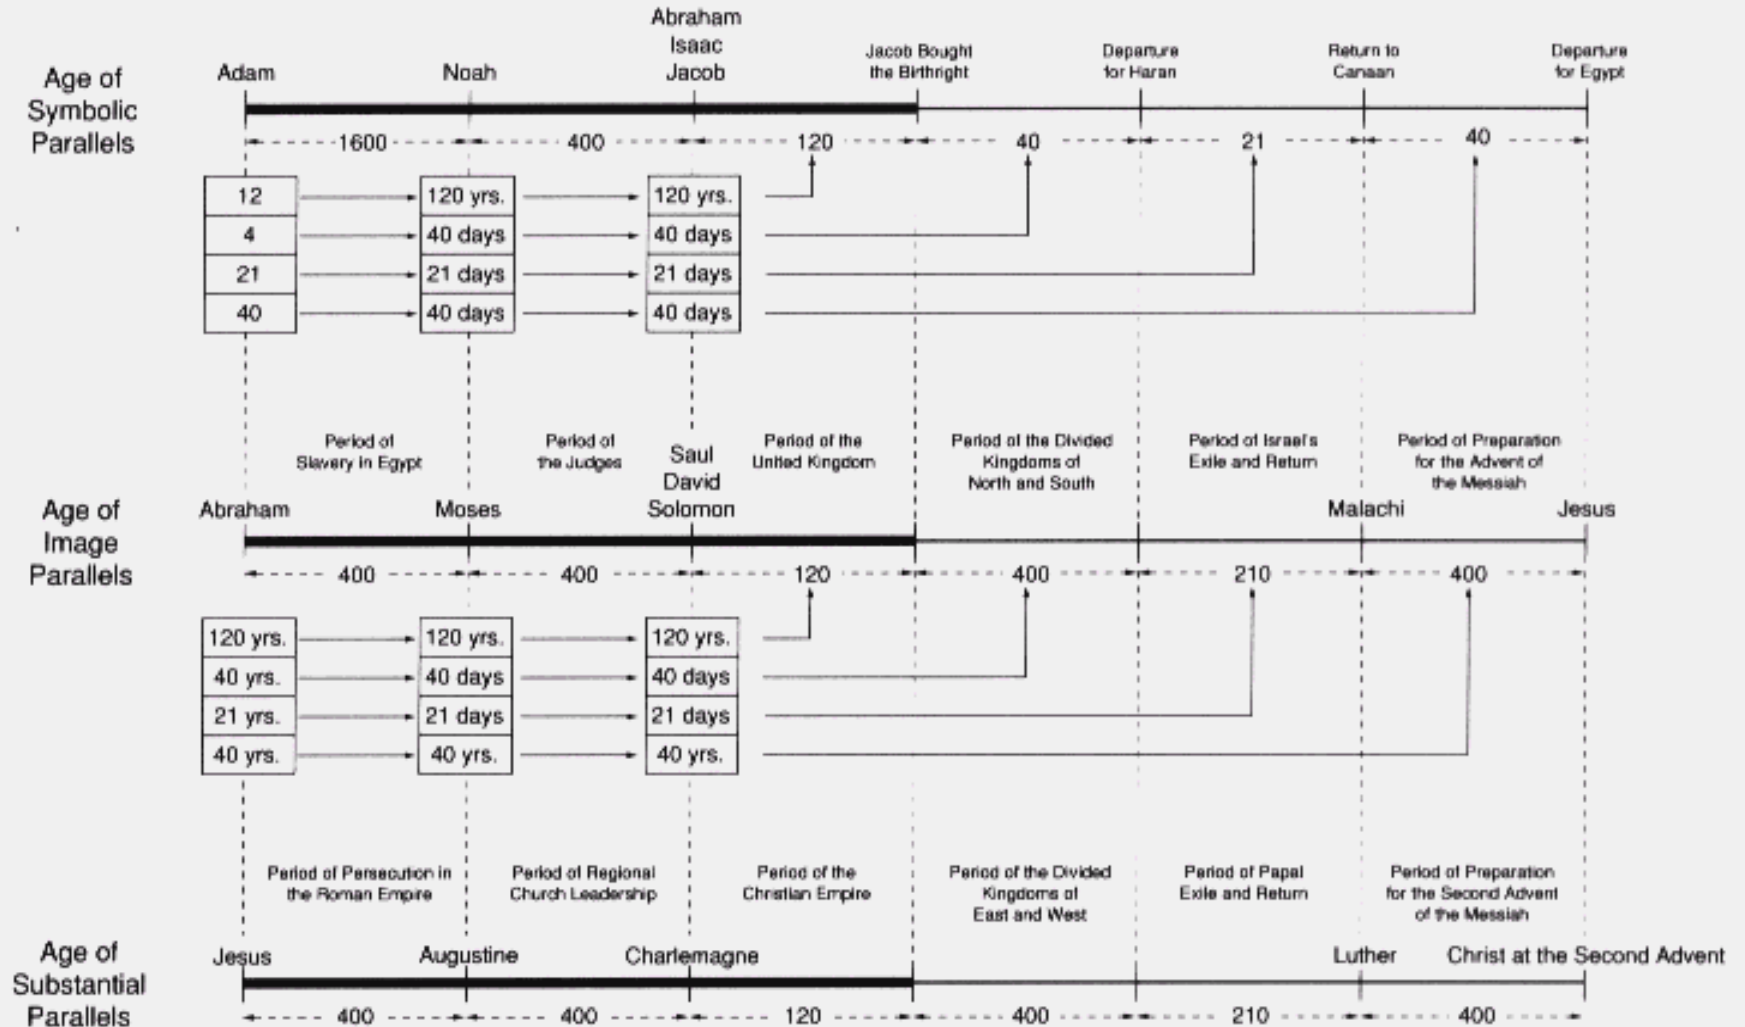 Age of
Symbolic
Parallels
Adam
Noah
Abraham
Isaac
Jacob
Jacob Bought
the Birthright
Departure
for Haran
Return to
Canaan
Departure
for Egypt
1600
400
120
40
21
40
12
120 yrs.
120 yrs.
4
40 days
40 days
21
21 days
21 days
40
40 days
40 days
Period of
Slavery in Egypt
Period of
the Judges
Period of the
United Kingdom
Period of the Divided
Kingdoms of
North and South
Period of Israel's
Exile and Return
Period of Preparation
for the Advent of
the Messiah
Age of
Image
Parallels
Abraham
Moses
Saul
David
Solomon
Malachi
Jesus
400
400
120
400
210
400
120 yrs.
120 yrs.
120 yrs.
40 yrs.
40 days
40 days
21 yrs.
21 days
21 days
40 yrs.
40 yrs.
40 yrs.
Period of Persecution in
the Roman Empire
Period of Regional
Church Leadership
Period of the
Christian Empire
Period of the Divided
Kingdoms of
East and West
Period of Papal
Exile and Return
Period of Preparation
for the Second Advent
of the Messiah
Age of
Substantial
Parallels
Jesus
Augustine
Charlemagne
Luther
Christ at the Second Advent
400
400
120
400
210
400